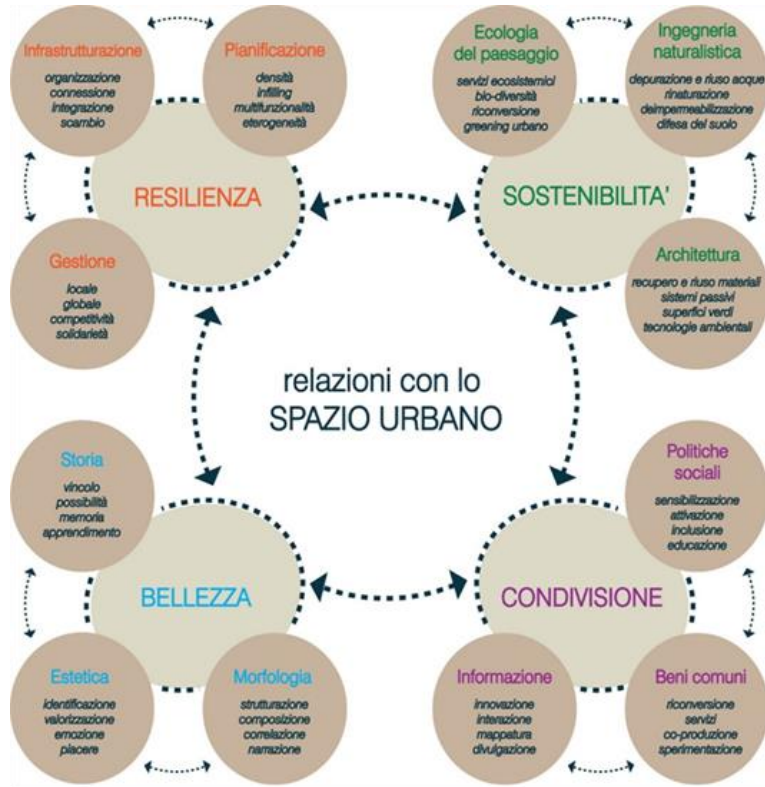 Infrastrutturazione
organizzazione
connessione
integrazione
scambio
Pianificazione
densità
infilling
multifunzionalità
eterogeneità
RESILIENZA
Gestione
locale
globale
competitività
solidarietà
Ecologia
del paesaggio
servizi ecosistemici
bio-diversità
riconversione
greening urbano
Ingegneria
naturalistica
depurazione e riuso acque
rinaturazione
deimpermeabilizzazione
difesa del suolo
SOSTENIBILITA'
Architettura
recupero e riuso materiali
sistemi passivi
superfici verdi
tecnologie ambientali
relazioni con lo
SPAZIO URBANO
Storia
vincolo
possibilità
memoria
apprendimento
BELLEZZA
Estetica
identificazione
valorizzazione
emozione
piacere
Morfologia
strutturazione
composizione
correlazione
narrazione
Politiche
sociali
sensibilizzazione
attivazione
inclusione
educazione
CONDIVISIONE
Informazione
innovazione
interazione
mappatura
divulgazione
Beni comuni
riconversione
servizi
co-produzione
sperimentazione